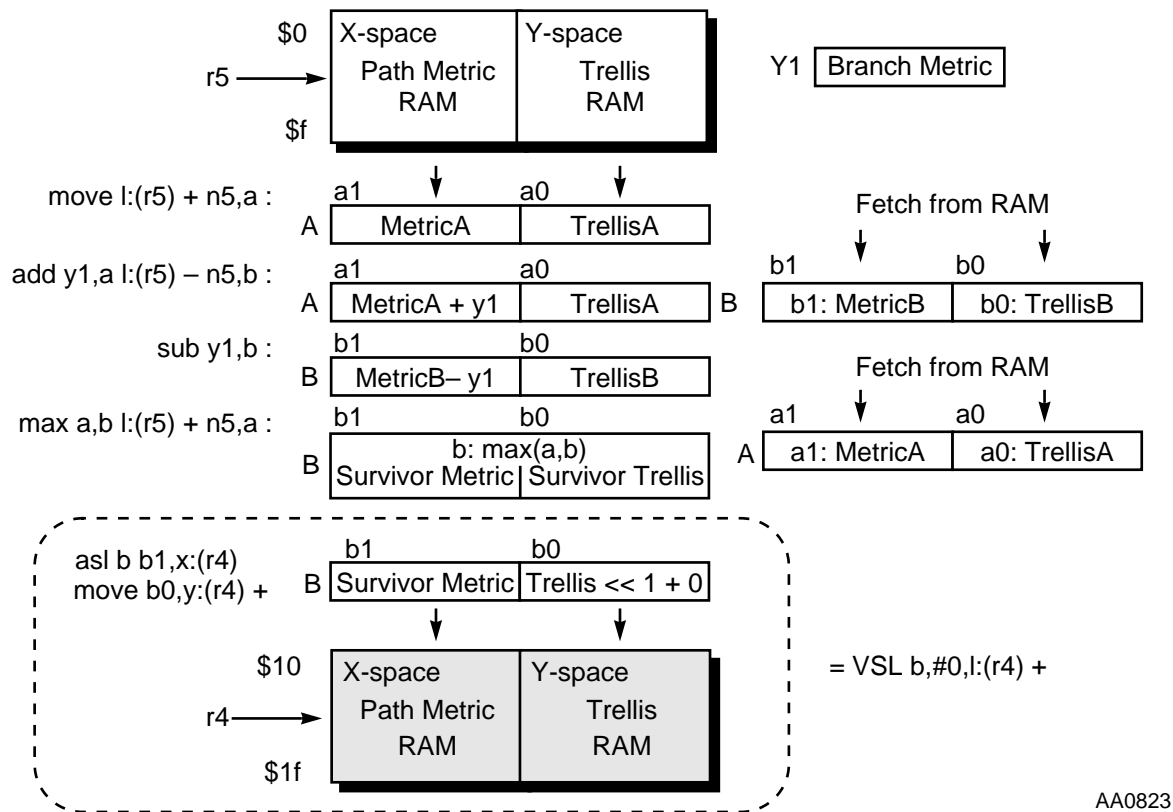 $0 X-space Y-space
r5 Path Metric Trellis Y1 Branch Metric
RAM RAM
$f
move l:(r5) + n5,a : a1 a0 Fetch from RAM
A MetricA TrellisA
add y1,a l:(r5) – n5,b : a1 a0 b1 b0
A MetricA + y1 TrellisA B b1: MetricB b0: TrellisB
sub y1,b : b1 b0 Fetch from RAM
B MetricB– y1 TrellisB
max a,b l:(r5) + n5,a : b1 b0 a1 a0
b: max(a,b) A a1: MetricA a0: TrellisA
B Survivor Metric Survivor Trellis
asl b b1,x:(r4) b1 b0
move b0,y:(r4) + B Survivor Metric Trellis << 1 + 0
$10 X-space Y-space = VSL b,#0,l:(r4) +
r4 Path Metric Trellis
RAM RAM
$1f
AA0823